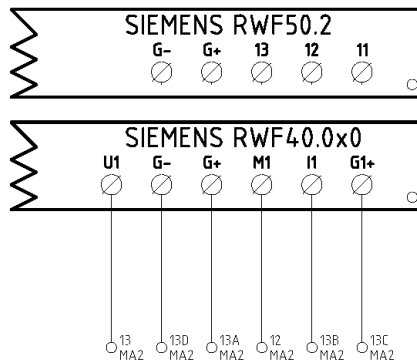 SIEMENS RWF50.2
G- G+ 13 12 11
SIEMENS RWF40.0x0
U1 G- G+ M1 I1 G1+
13 13D 13A 12 13B 13C
MA2 MA2 MA2 MA2 MA2 MA2